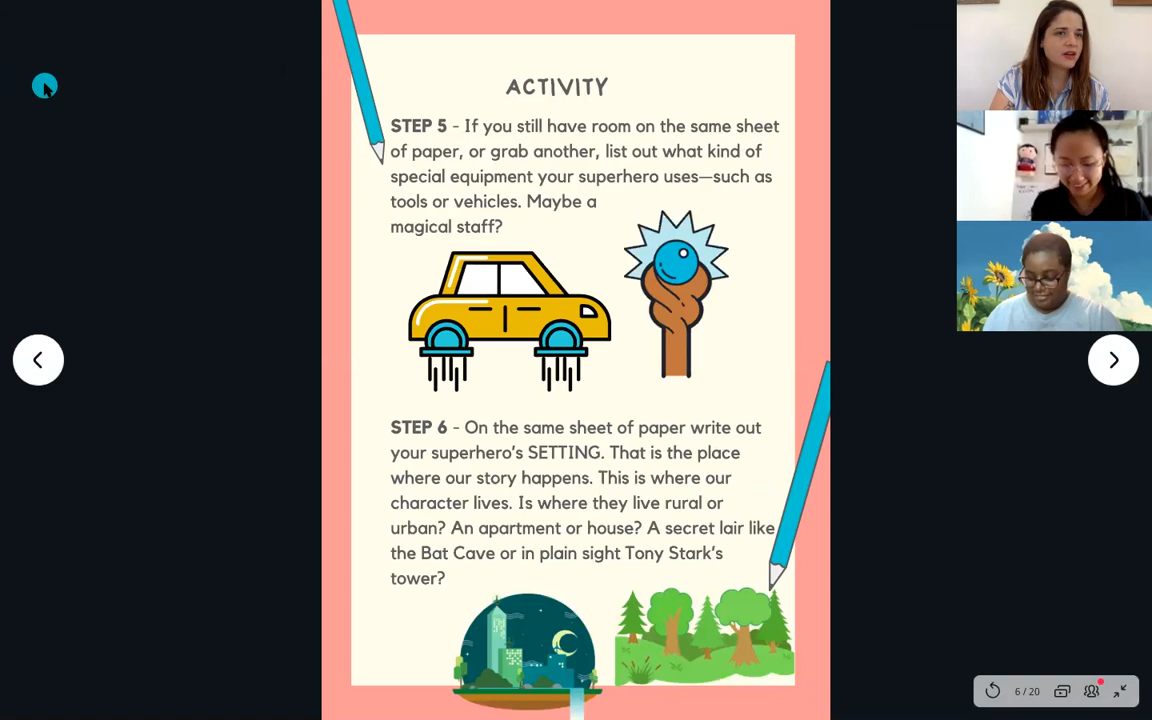 ACTIVITY
STEP 5 - If you still have room on the same sheet
of paper, or grab another, list out what kind of
special equipment your superhero uses—such as
tools or vehicles. Maybe a
magical staff?
STEP 6 - On the same sheet of paper write out
your superhero's SETTING. That is the place
where our story happens. This is where our
character lives. Is where they live rural or
urban? An apartment or house? A secret lair like
the Bat Cave or in plain sight Tony Stark's
tower?
6 / 20